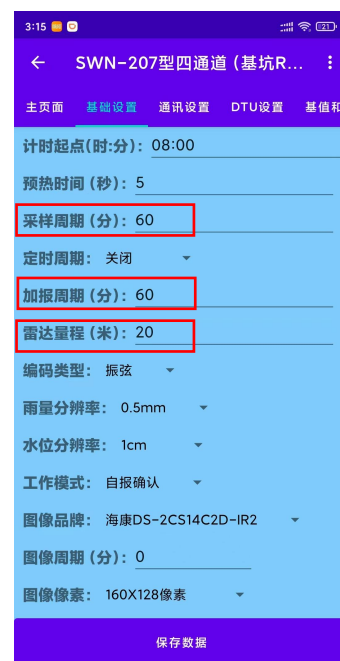 3:15
21
SWN-207型四通道 (基坑R...
主页面 基础设置 通讯设置 DTU设置 基值和
计时起点(时:分): 08:00
预热时间 (秒): 5
采样周期 (分): 60
定时周期: 关闭
加报周期 (分): 60
雷达量程 (米): 20
编码类型: 振弦
雨量分辨率: 0.5mm
水位分辨率: 1cm
工作模式: 自报确认
图像品牌: 海康DS-2CS14C2D-IR2
图像周期 (分): 0
图像像素: 160X128像素
保存数据